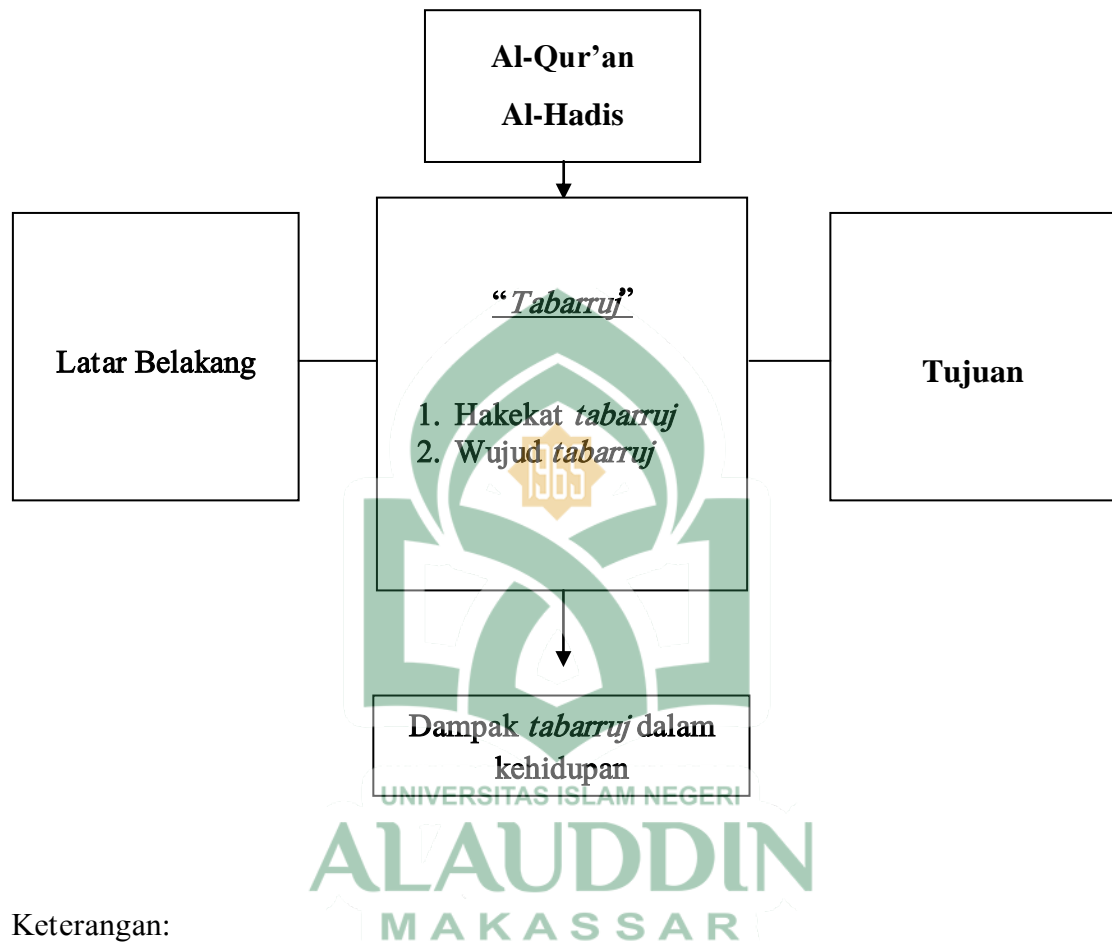 Al-Qur’an
Al-Hadis
Latar Belakang
“Tabarruj”
1. Hakekat tabarruj
2. Wujud tabarruj
1965
Tujuan
Dampak tabarruj dalam
kehidupan
UNIVERSITAS ISLAM NEGERI
ALAUDDIN
MAKASSAR
Keterangan: